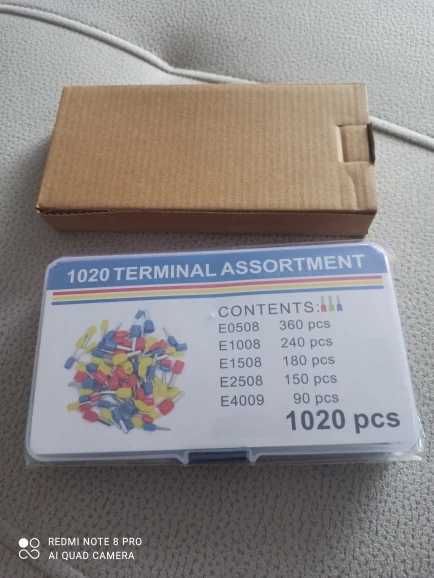 1020 TERMINAL ASSORTMENT
CONTENTS:
E0508 360 pcs
E1008 240 pcs
E1508 180 pcs
E2508 150 pcs
E4009 90 pcs
1020 pcs
REDMI NOTE 8 PRO
AI QUAD CAMERA